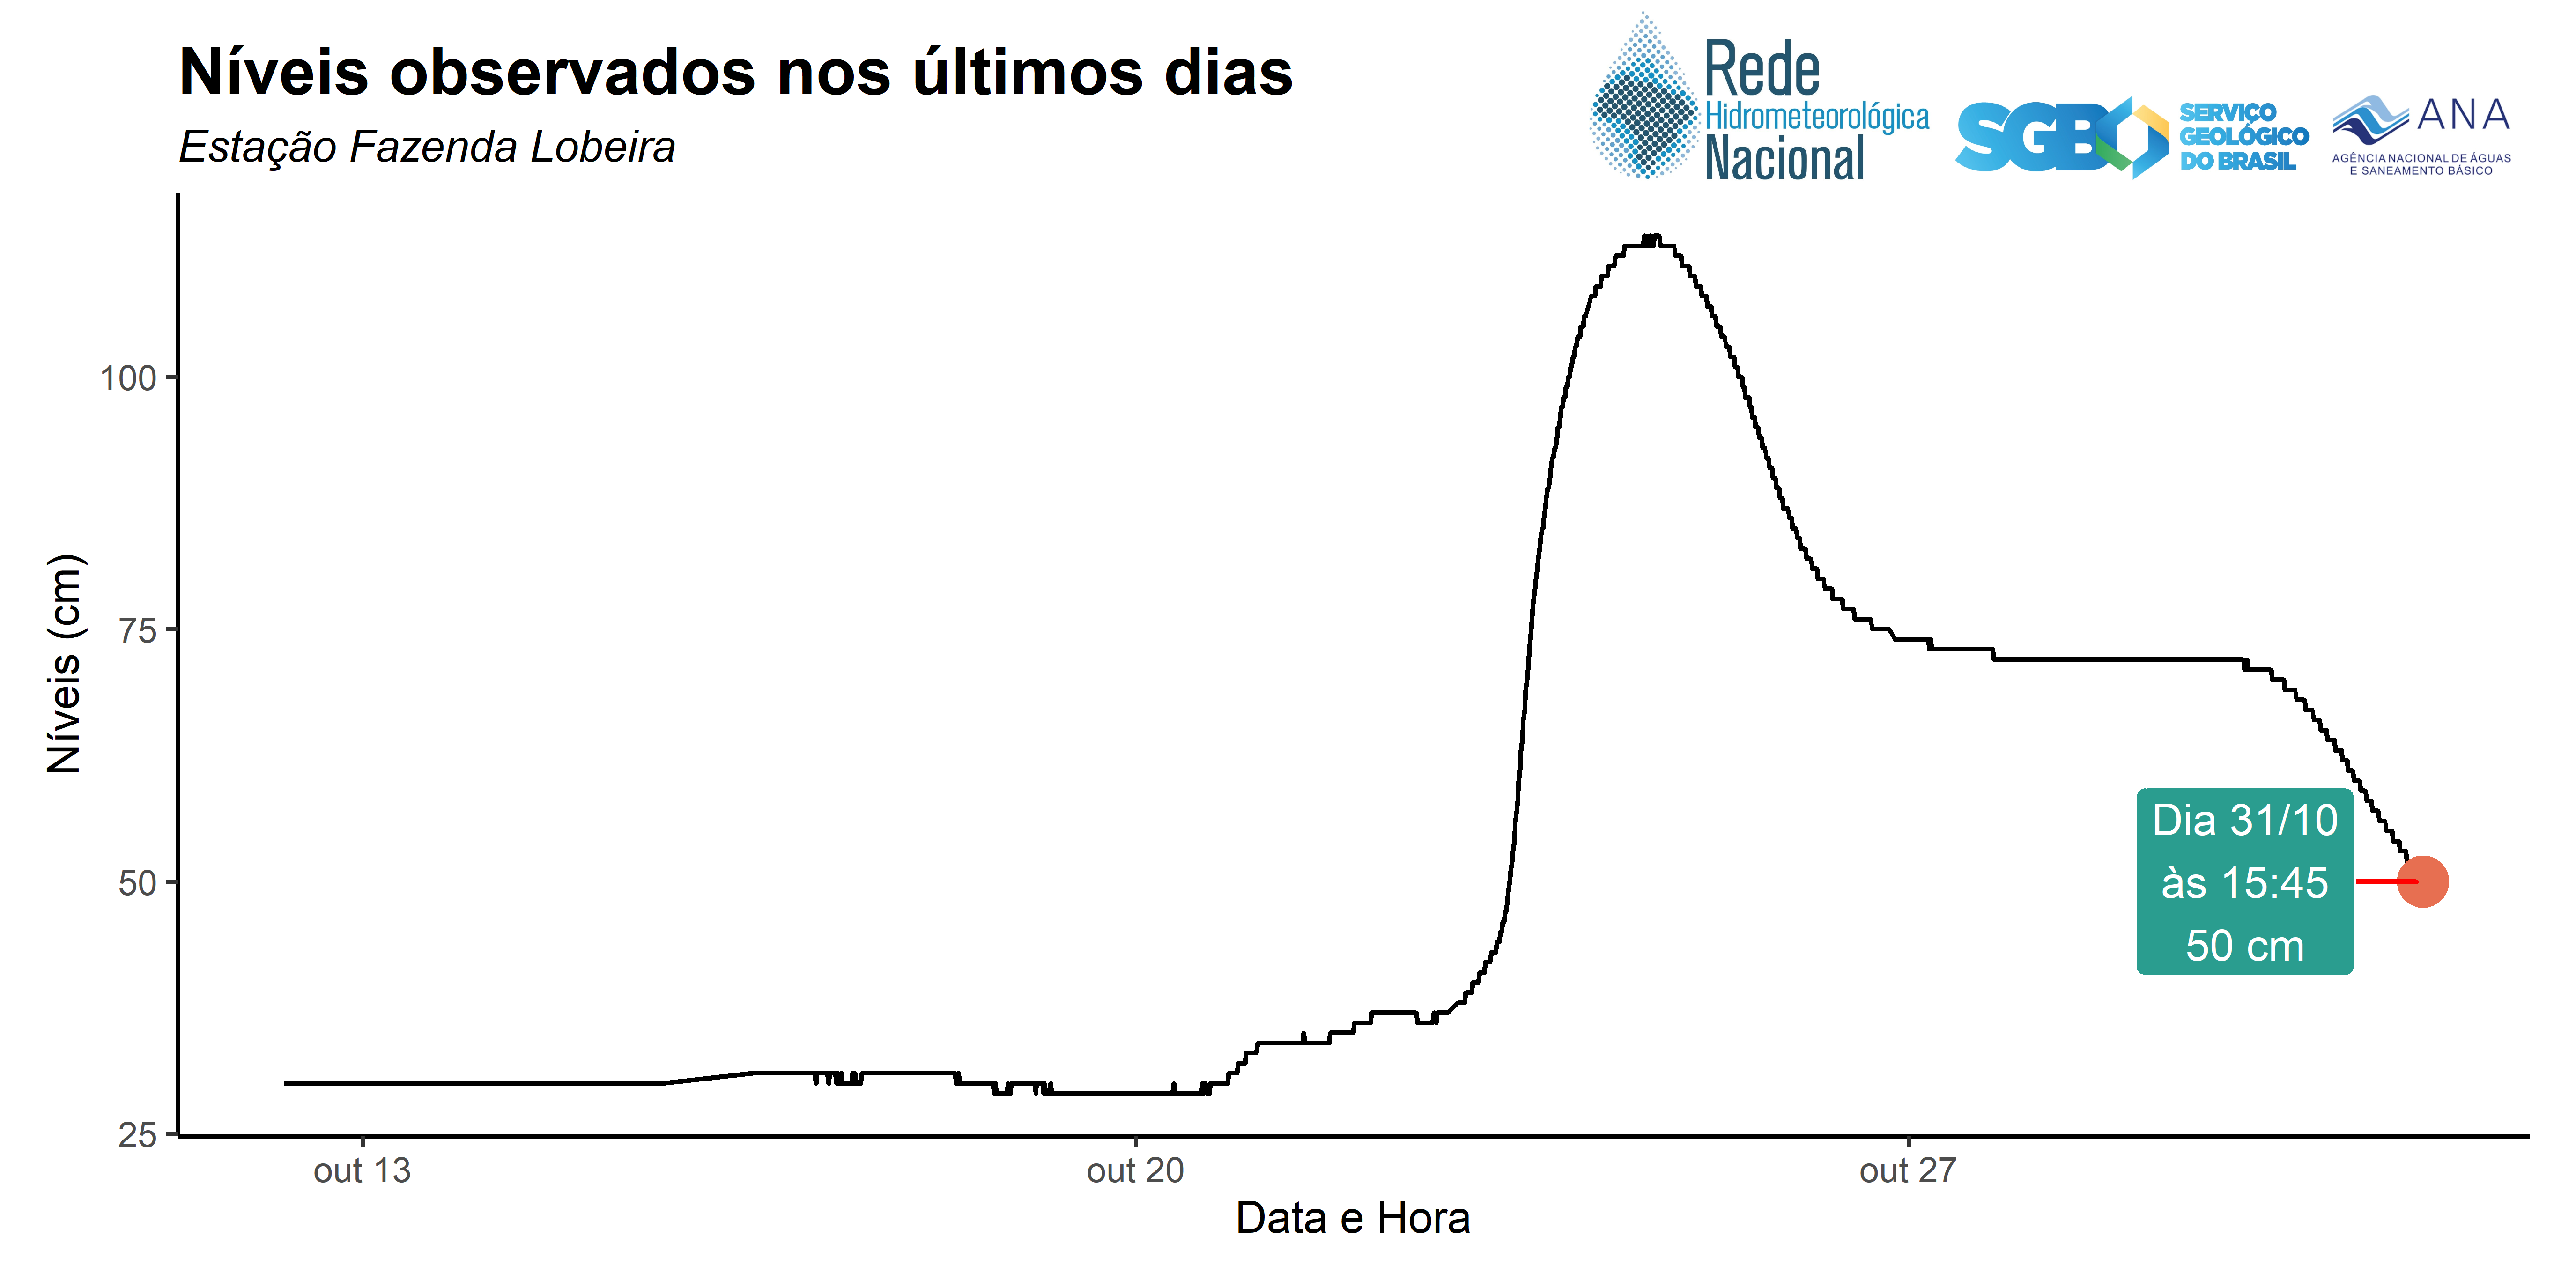 Níveis observados nos últimos dias
Estação Fazenda Lobeira
Rede
Hidrometeorológica
Nacional
SGB
SERVIÇO
GEOLÓGICO
DO BRASIL
ANA
AGÊNCIA NACIONAL DE ÁGUAS
E SANEAMENTO BÁSICO
Níveis (cm)
100
75
50
25
Dia 31/10
às 15:45
50 cm
out 13
out 20
out 27
Data e Hora